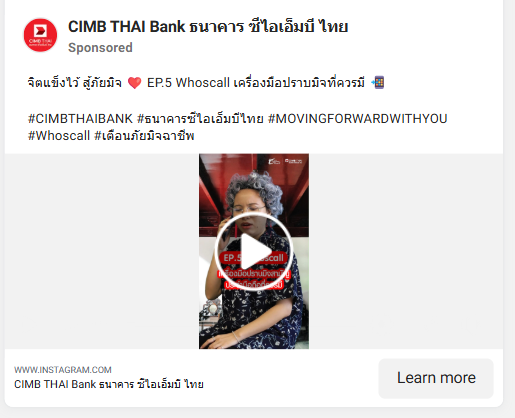 CIMB THAI Bank ธนาคาร ซีไอเอ็มบี ไทย
Sponsored
จิตแข็งไว้ สู้ภัยมิจ ❤️ EP.5 Whoscall เครื่องมือปราบมิจที่ควรมี 📲
#CIMBTHAIBANK #ธนาคารซีไอเอ็มบีไทย #MOVINGFORWARDWITHYOU
#Whoscall #เตือนภัยมิจฉาชีพ
CIMB THAI
EP.5 Whoscall
WWW.INSTAGRAM.COM
CIMB THAI Bank ธนาคาร ซีไอเอ็มบี ไทย
Learn more